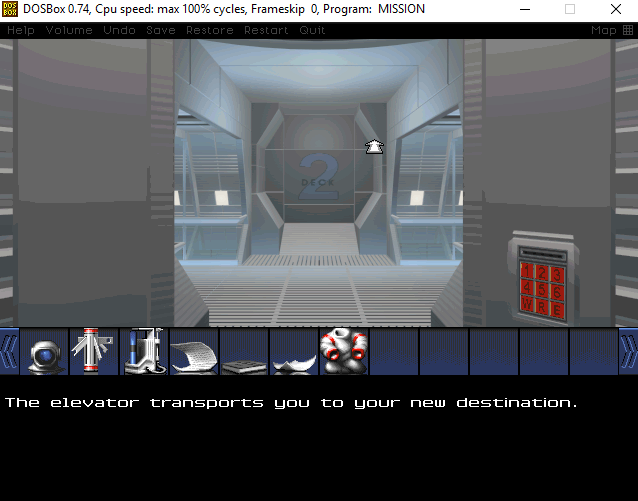 DOSBox 0.74, Cpu speed: max 100% cycles, Frameskip 0, Program: MISSION
Help Volume Undo Save Restore Restart Quit Map
2
DECK
1 2 3
4 5 6
W R E
The elevator transports you to your new destination.